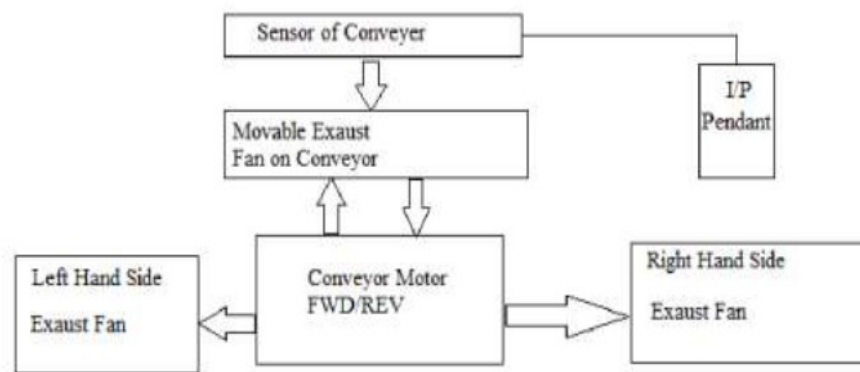 Sensor of Conveyer
I/P
Pendant
Movable Exaust
Fan on Conveyor
Left Hand Side
Exaust Fan
Conveyor Motor
FWD/REV
Right Hand Side
Exaust Fan